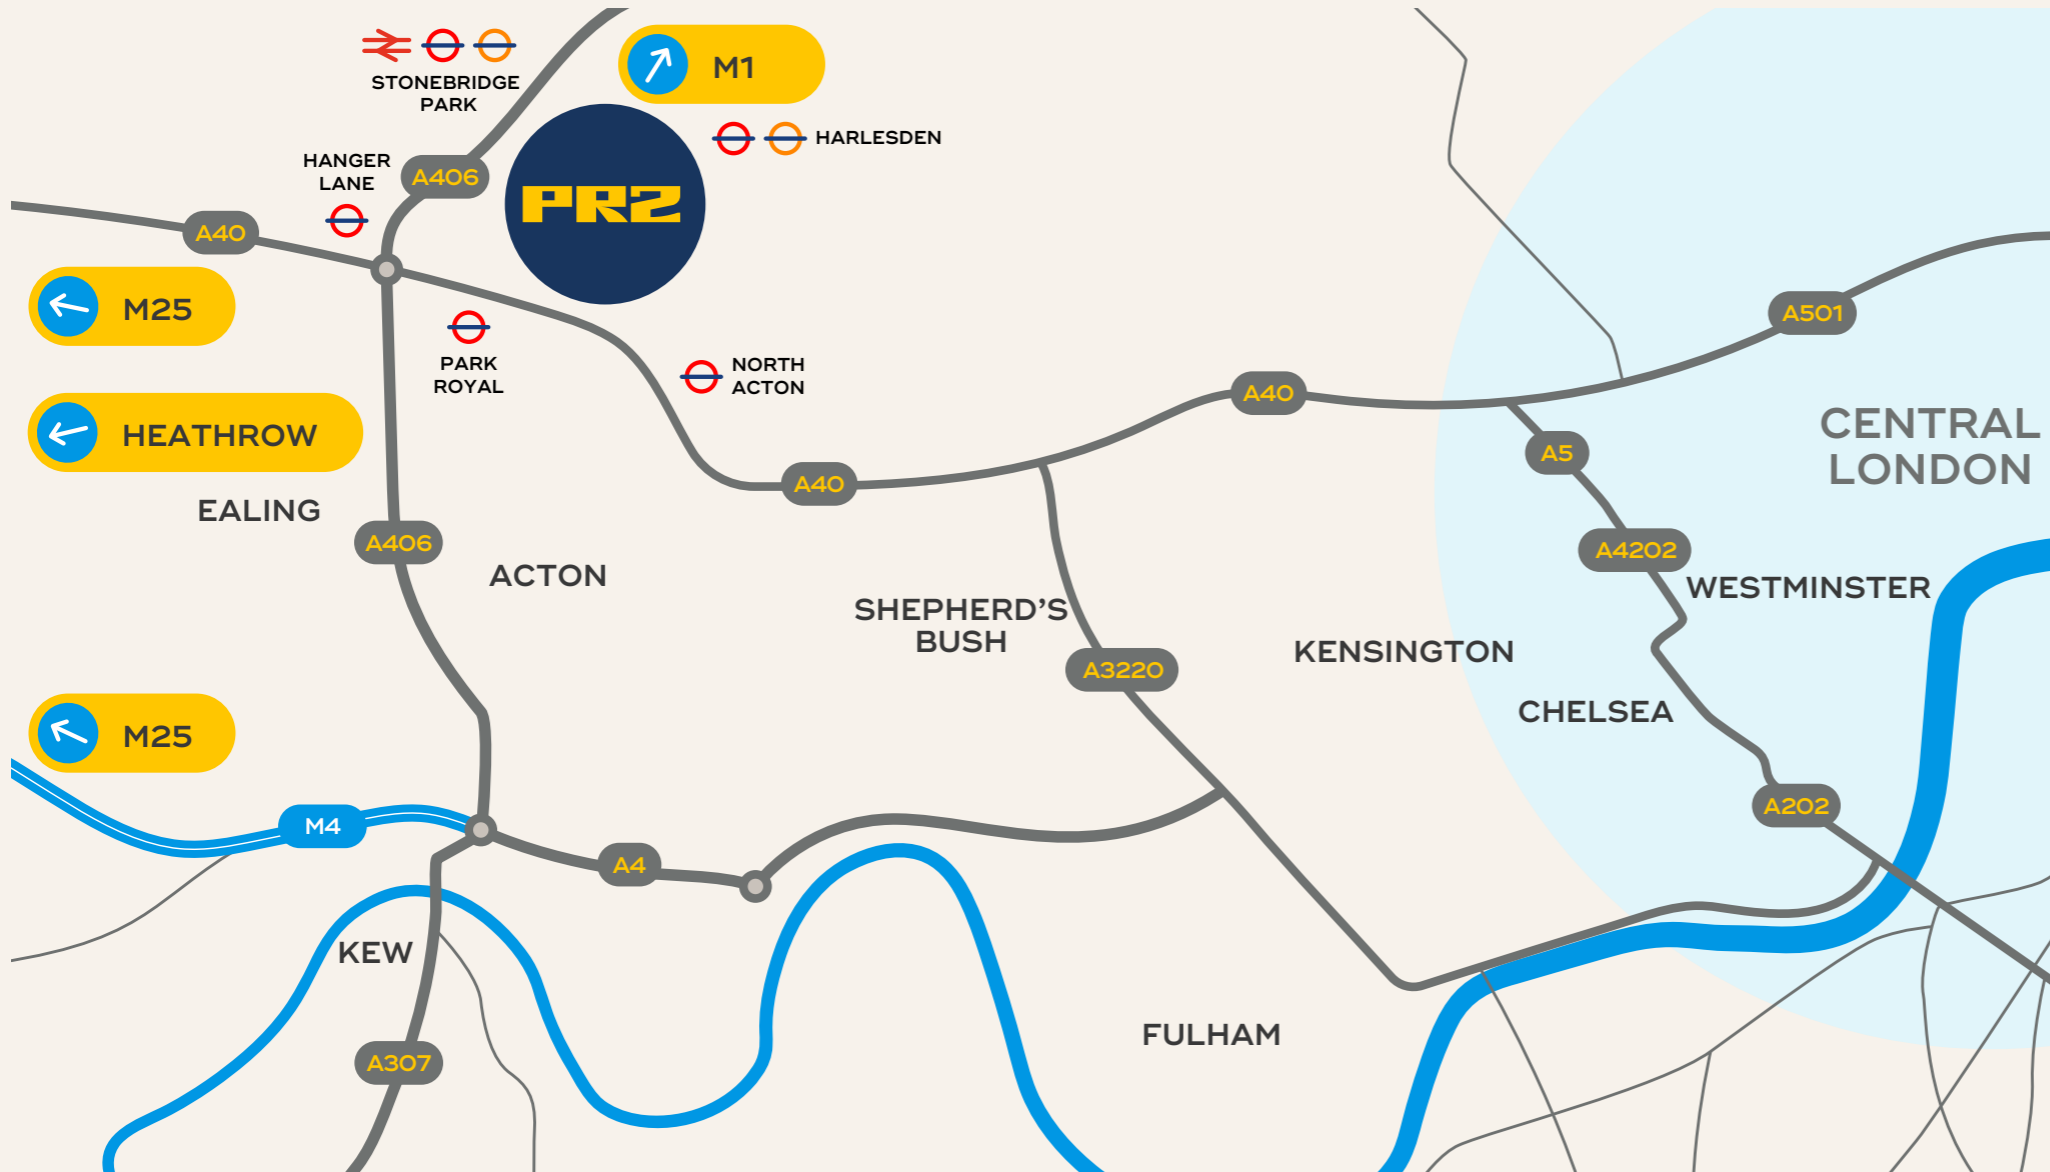 STONEBRIDGE
PARK
M1
HARLESDEN
HANGER
LANE
A406
PR2
A40
M25
PARK
ROYAL
NORTH
ACTON
A501
A40
HEATHROW
CENTRAL
LONDON
A5
A40
EALING
A406
ACTON
A4202
WESTMINSTER
SHEPHERD'S
BUSH
KENSINGTON
A3220
CHELSEA
M25
A202
M4
A4
KEW
FULHAM
A307